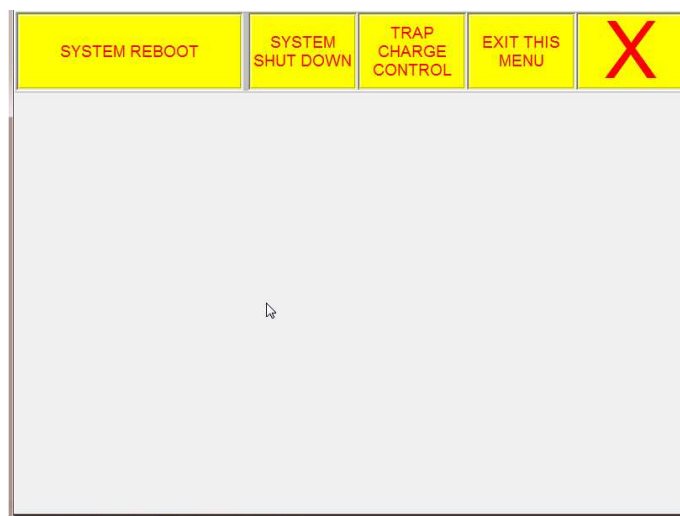 SYSTEM REBOOT
SYSTEM
SHUT DOWN
TRAP
CHARGE
CONTROL
EXIT THIS
MENU
X